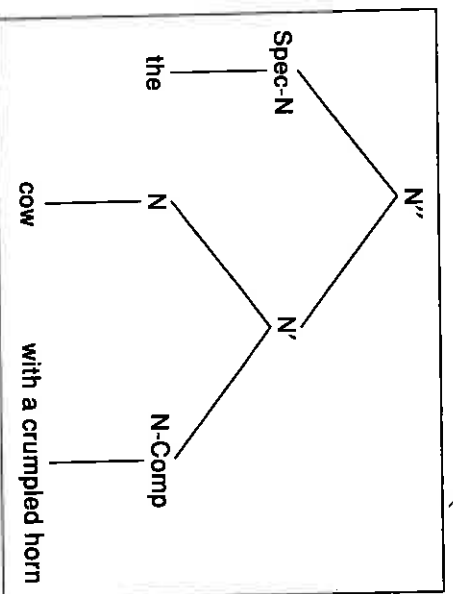 N″
Spec-N N′
the N N-Comp
cow with a crumpled horn